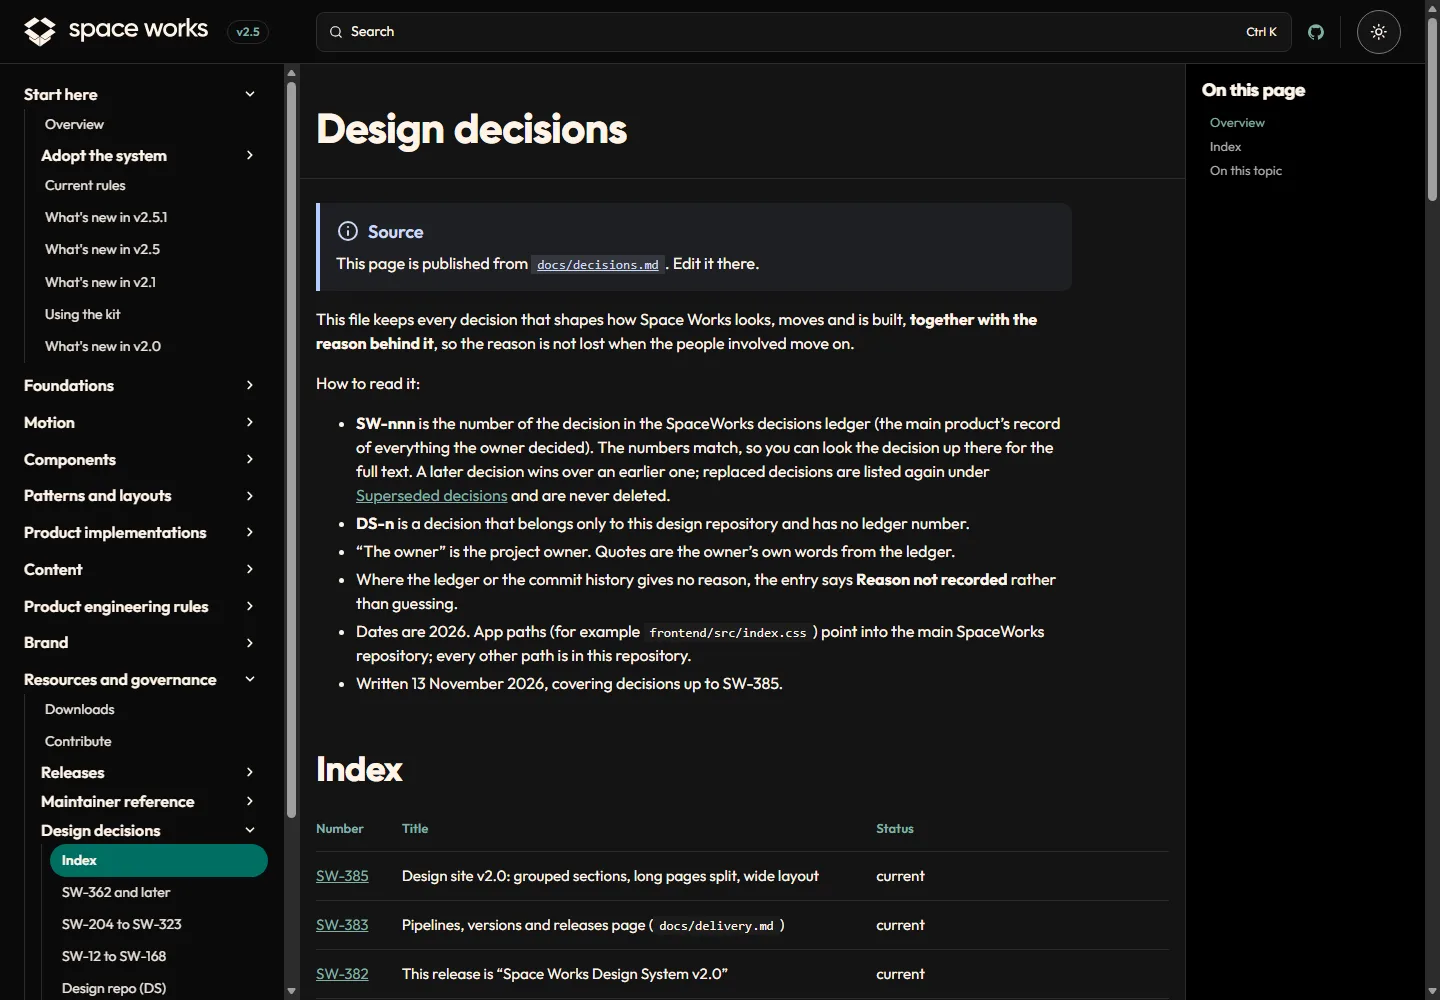 space works
v2.5
Search
Ctrl K
Start here
Overview
Adopt the system
Current rules
What's new in v2.5.1
What's new in v2.5
What's new in v2.1
Using the kit
What's new in v2.0
Foundations
Motion
Components
Patterns and layouts
Product implementations
Content
Product engineering rules
Brand
Resources and governance
Downloads
Contribute
Releases
Maintainer reference
Design decisions
Index
SW-362 and later
SW-204 to SW-323
SW-12 to SW-168
Design repo (DS)
Design decisions
Source
This page is published from docs/decisions.md. Edit it there.
This file keeps every decision that shapes how Space Works looks, moves and is built, together with the
reason behind it, so the reason is not lost when the people involved move on.
How to read it:
• SW-nnn is the number of the decision in the SpaceWorks decisions ledger (the main product’s record
of everything the owner decided). The numbers match, so you can look the decision up there for the
full text. A later decision wins over an earlier one; replaced decisions are listed again under
Superseded decisions and are never deleted.
• DS-n is a decision that belongs only to this design repository and has no ledger number.
• “The owner” is the project owner. Quotes are the owner’s own words from the ledger.
• Where the ledger or the commit history gives no reason, the entry says Reason not recorded rather
than guessing.
• Dates are 2026. App paths (for example frontend/src/index.css ) point into the main SpaceWorks
repository; every other path is in this repository.
• Written 13 November 2026, covering decisions up to SW-385.
Index
Number Title Status
SW-385 Design site v2.0: grouped sections, long pages split, wide layout current
SW-383 Pipelines, versions and releases page ( docs/delivery.md ) current
SW-382 This release is “Space Works Design System v2.0” current
On this page
Overview
Index
On this topic